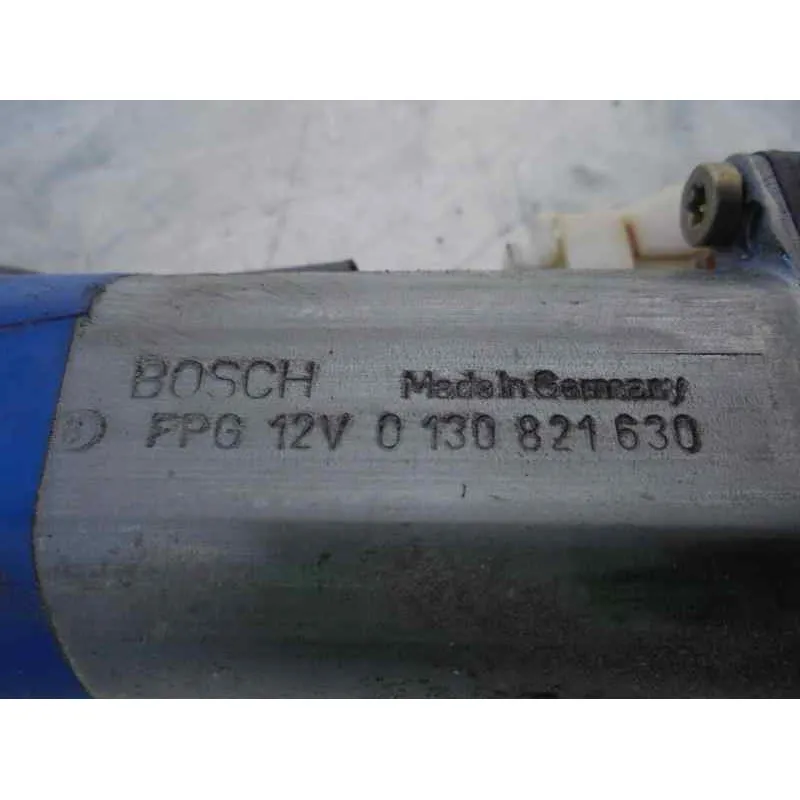 BOSCH Made In Germany
FPG 12V 0 130 821 630